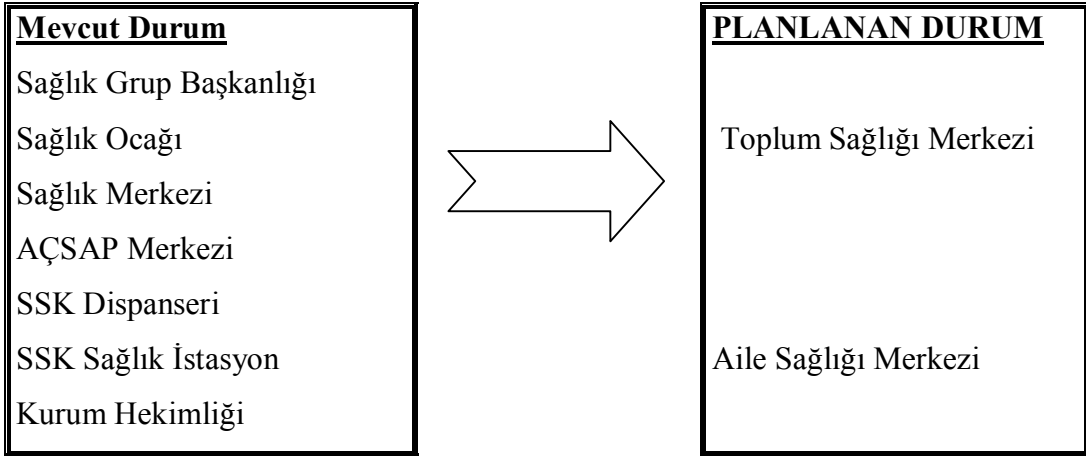 Mevcut Durum
Sağlık Grup Başkanlığı
Sağlık Ocağı
Sağlık Merkezi
AÇSAP Merkezi
SSK Dispanseri
SSK Sağlık İstasyon
Kurum Hekimliği
PLANLANAN DURUM
Toplum Sağlığı Merkezi
Aile Sağlığı Merkezi